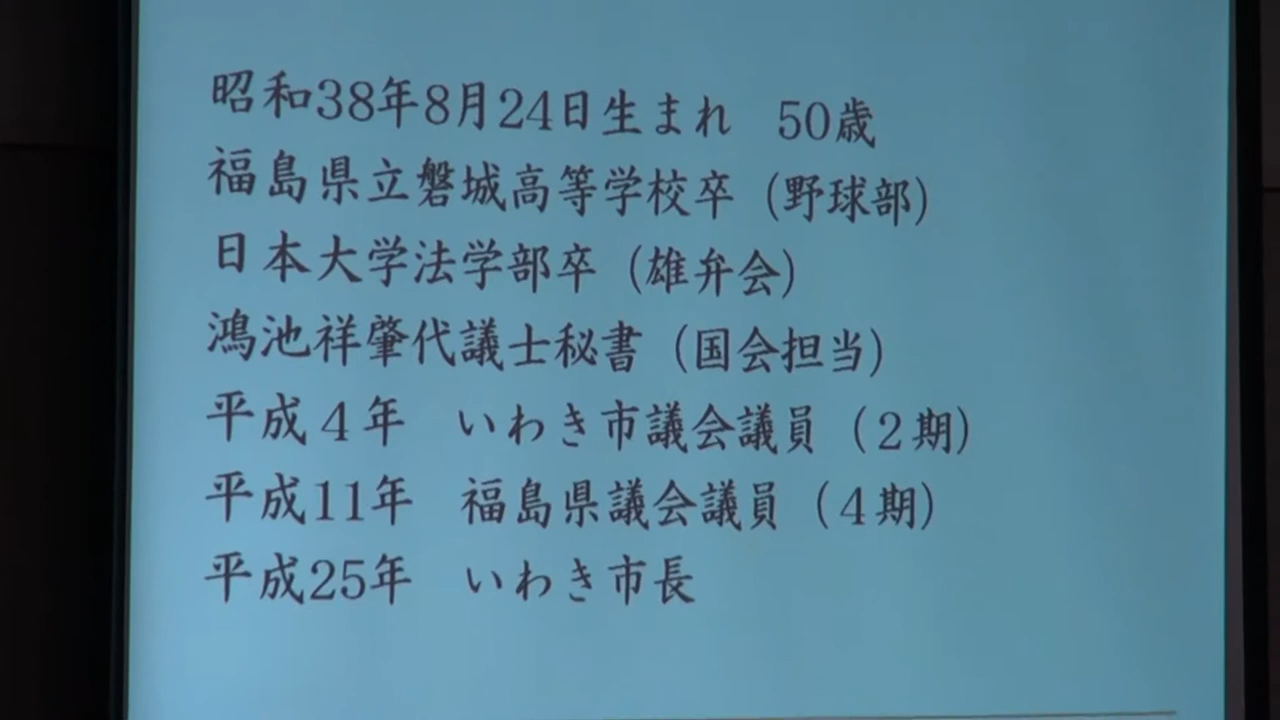 昭和38年8月24日生まれ　50歳
福島県立磐城高等学校卒（野球部）
日本大学法学部卒（雄弁会）
鴻池祥肇代議士秘書（国会担当）
平成４年　いわき市議会議員（２期）
平成11年　福島県議会議員（４期）
平成25年　いわき市長